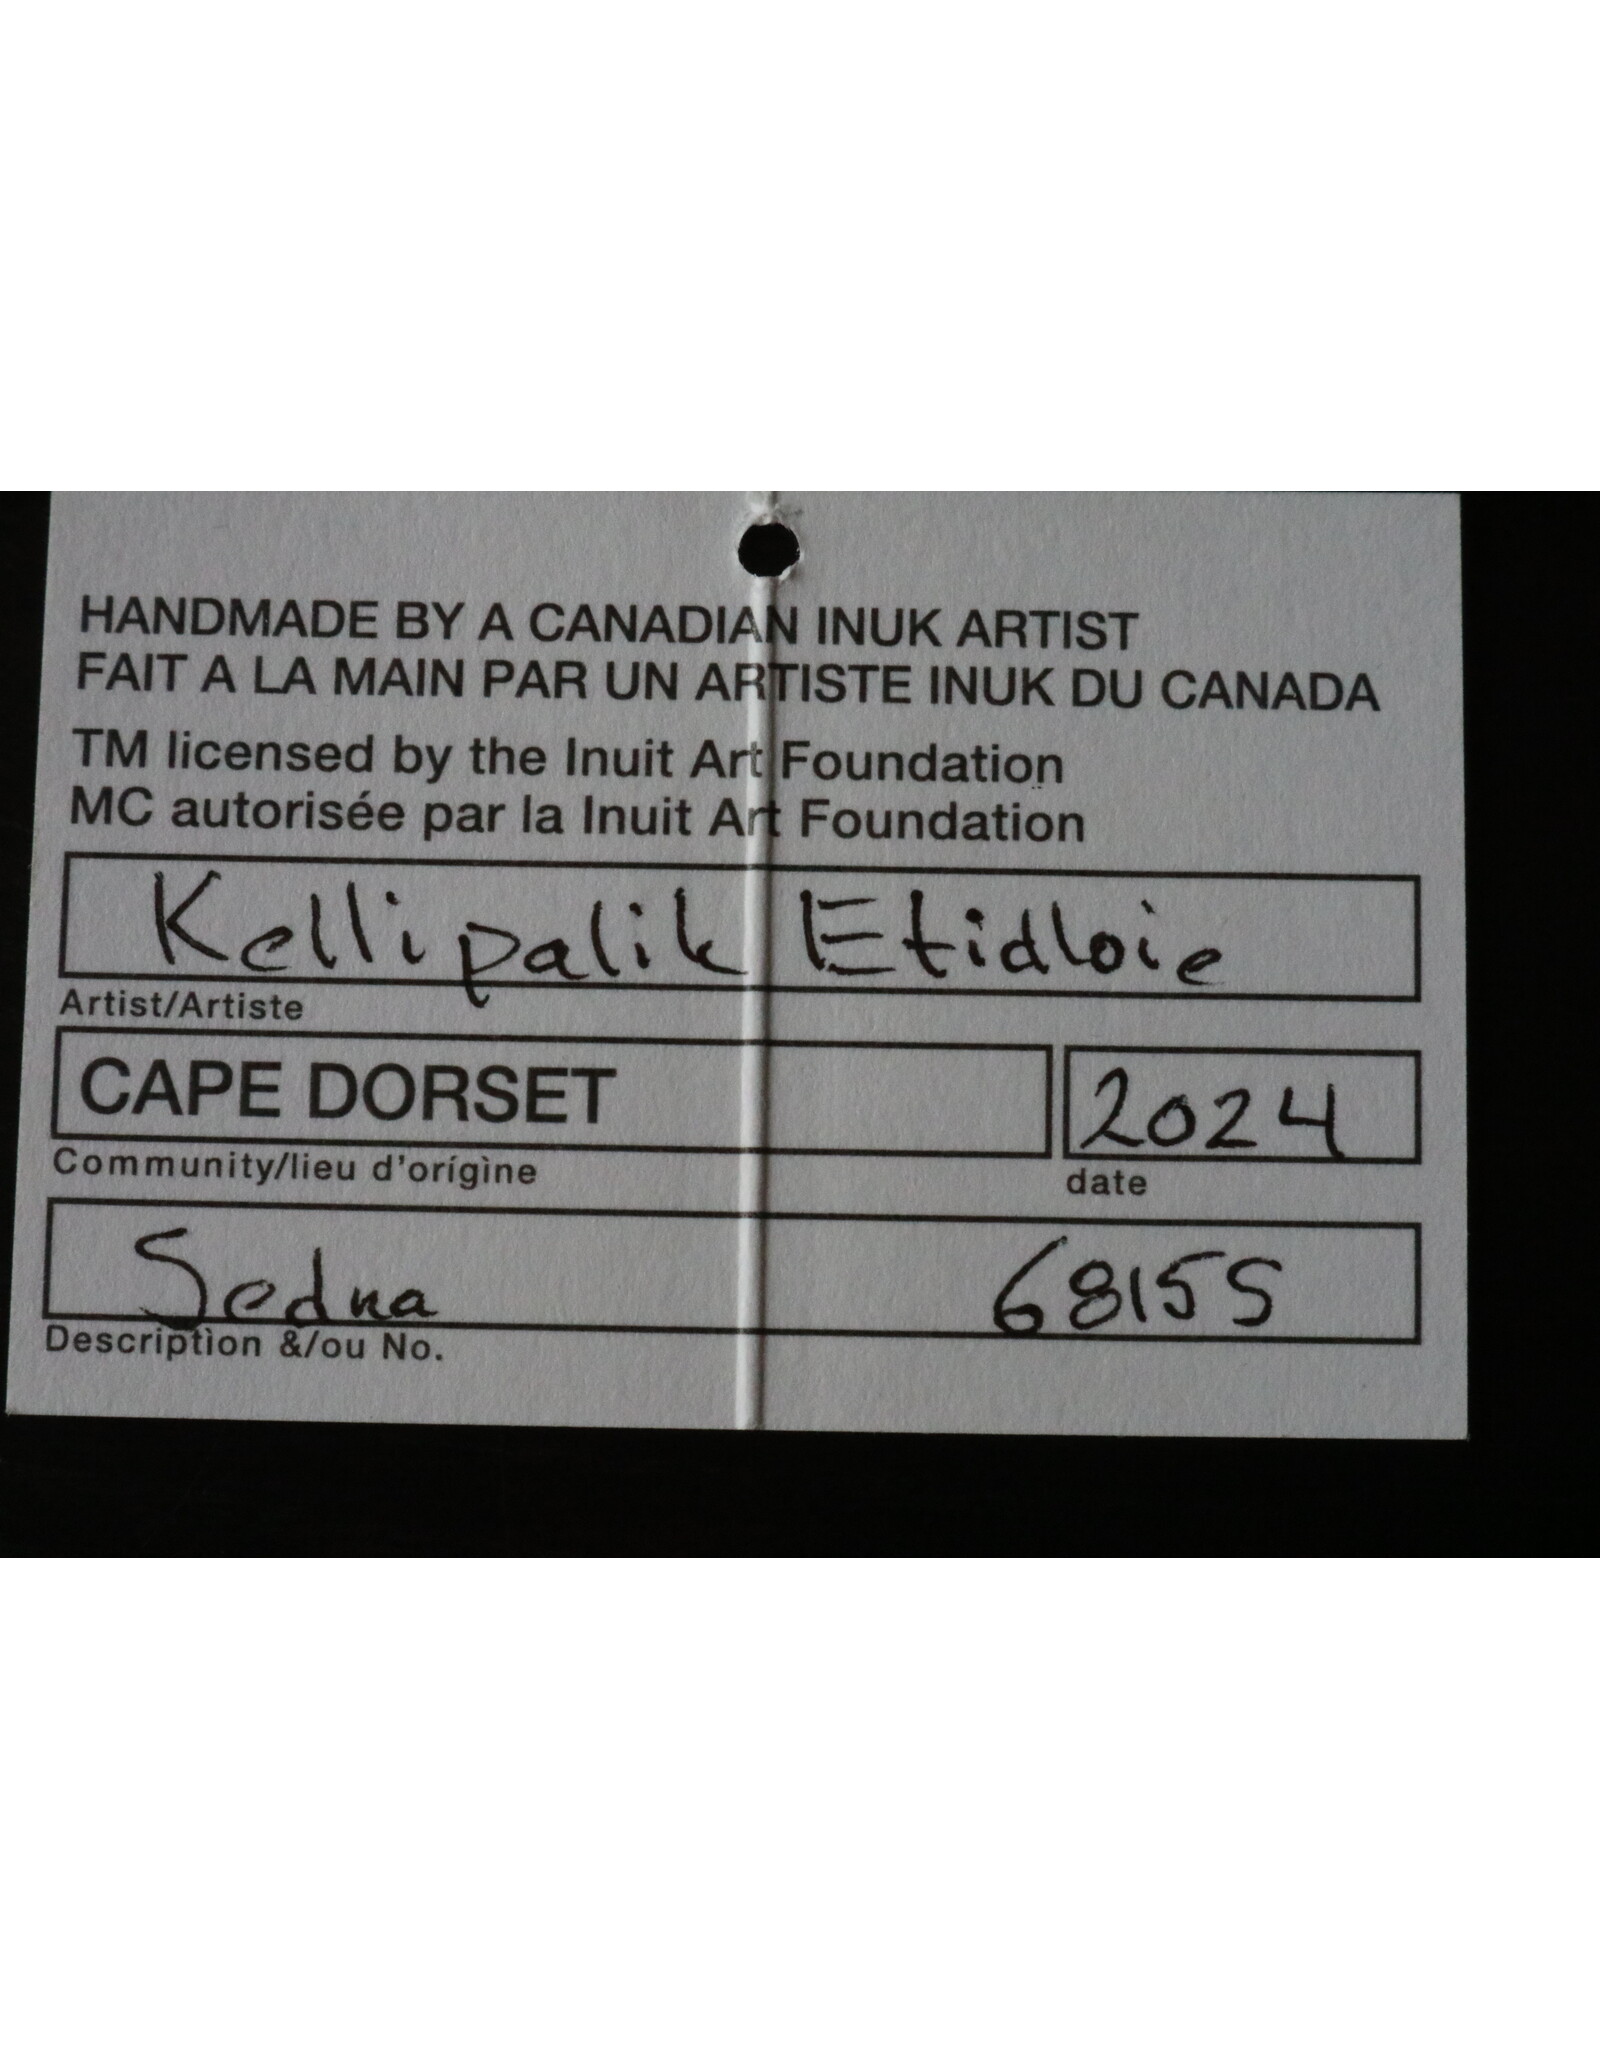 HANDMADE BY A CANADIAN INUK ARTIST
FAIT A LA MAIN PAR UN ARTISTE INUK DU CANADA
TM licensed by the Inuit Art Foundation
MC autorisée par la Inuit Art Foundation
Kellipalik Etidloie
Artist/Artiste
CAPE DORSET 2024
Community/lieu d'orígìne date
Sedna 68155
Descriptìon &/ou No.